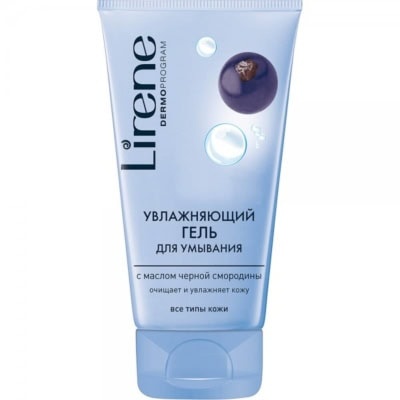 Lirene
DERMOPROGRAM
УВЛАЖНЯЮЩИЙ
ГЕЛЬ
ДЛЯ УМЫВАНИЯ
с маслом черной смородины
очищает и увлажняет кожу
все типы кожи